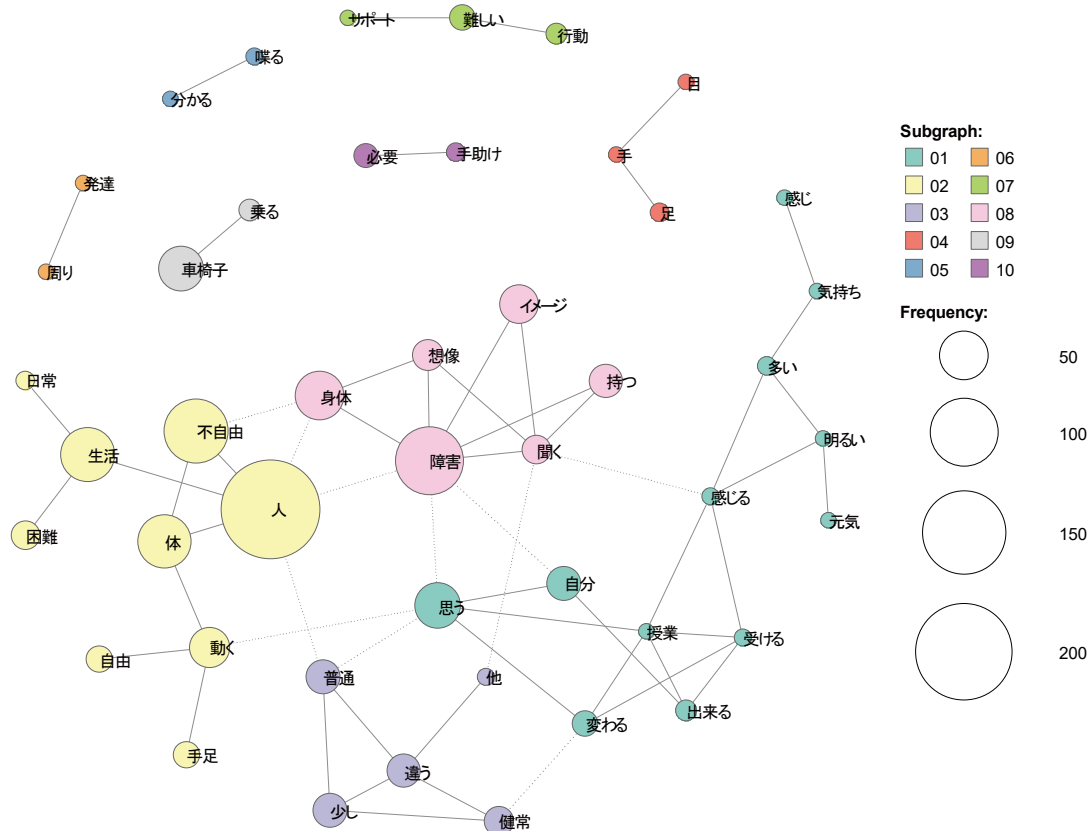 サポート
難しい
行動
喋る
分かる
目
必要
手助け
手
発達
感じ
乗る
足
周り
車椅子
気持ち
イメージ
想像
多い
日常
身体
持つ
不自由
明るい
生活
障害
聞く
感じる
人
元気
困難
体
自分
思う
動く
授業
受ける
自由
普通
他
出来る
変わる
手足
違う
少し
健常
Subgraph:
01
02
03
04
05
06
07
08
09
10
Frequency:
50
100
150
200